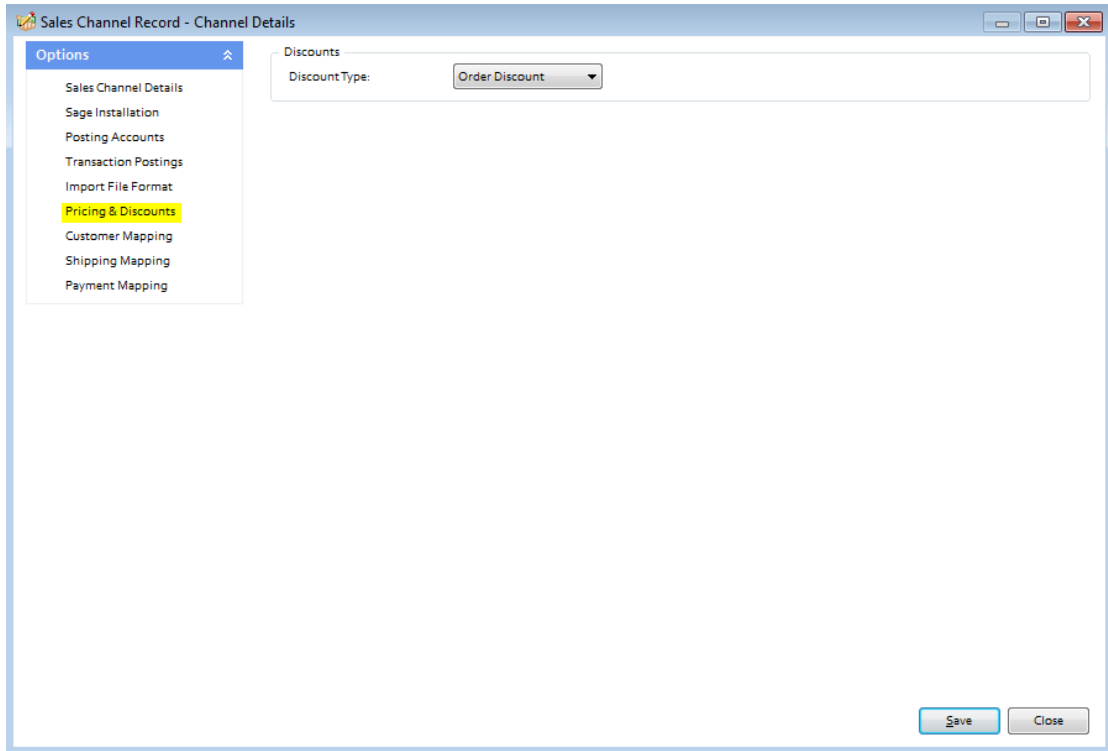 Sales Channel Record - Channel Details
Options
Sales Channel Details
Sage Installation
Posting Accounts
Transaction Postings
Import File Format
Pricing & Discounts
Customer Mapping
Shipping Mapping
Payment Mapping
Discounts
Discount Type: Order Discount
Save Close